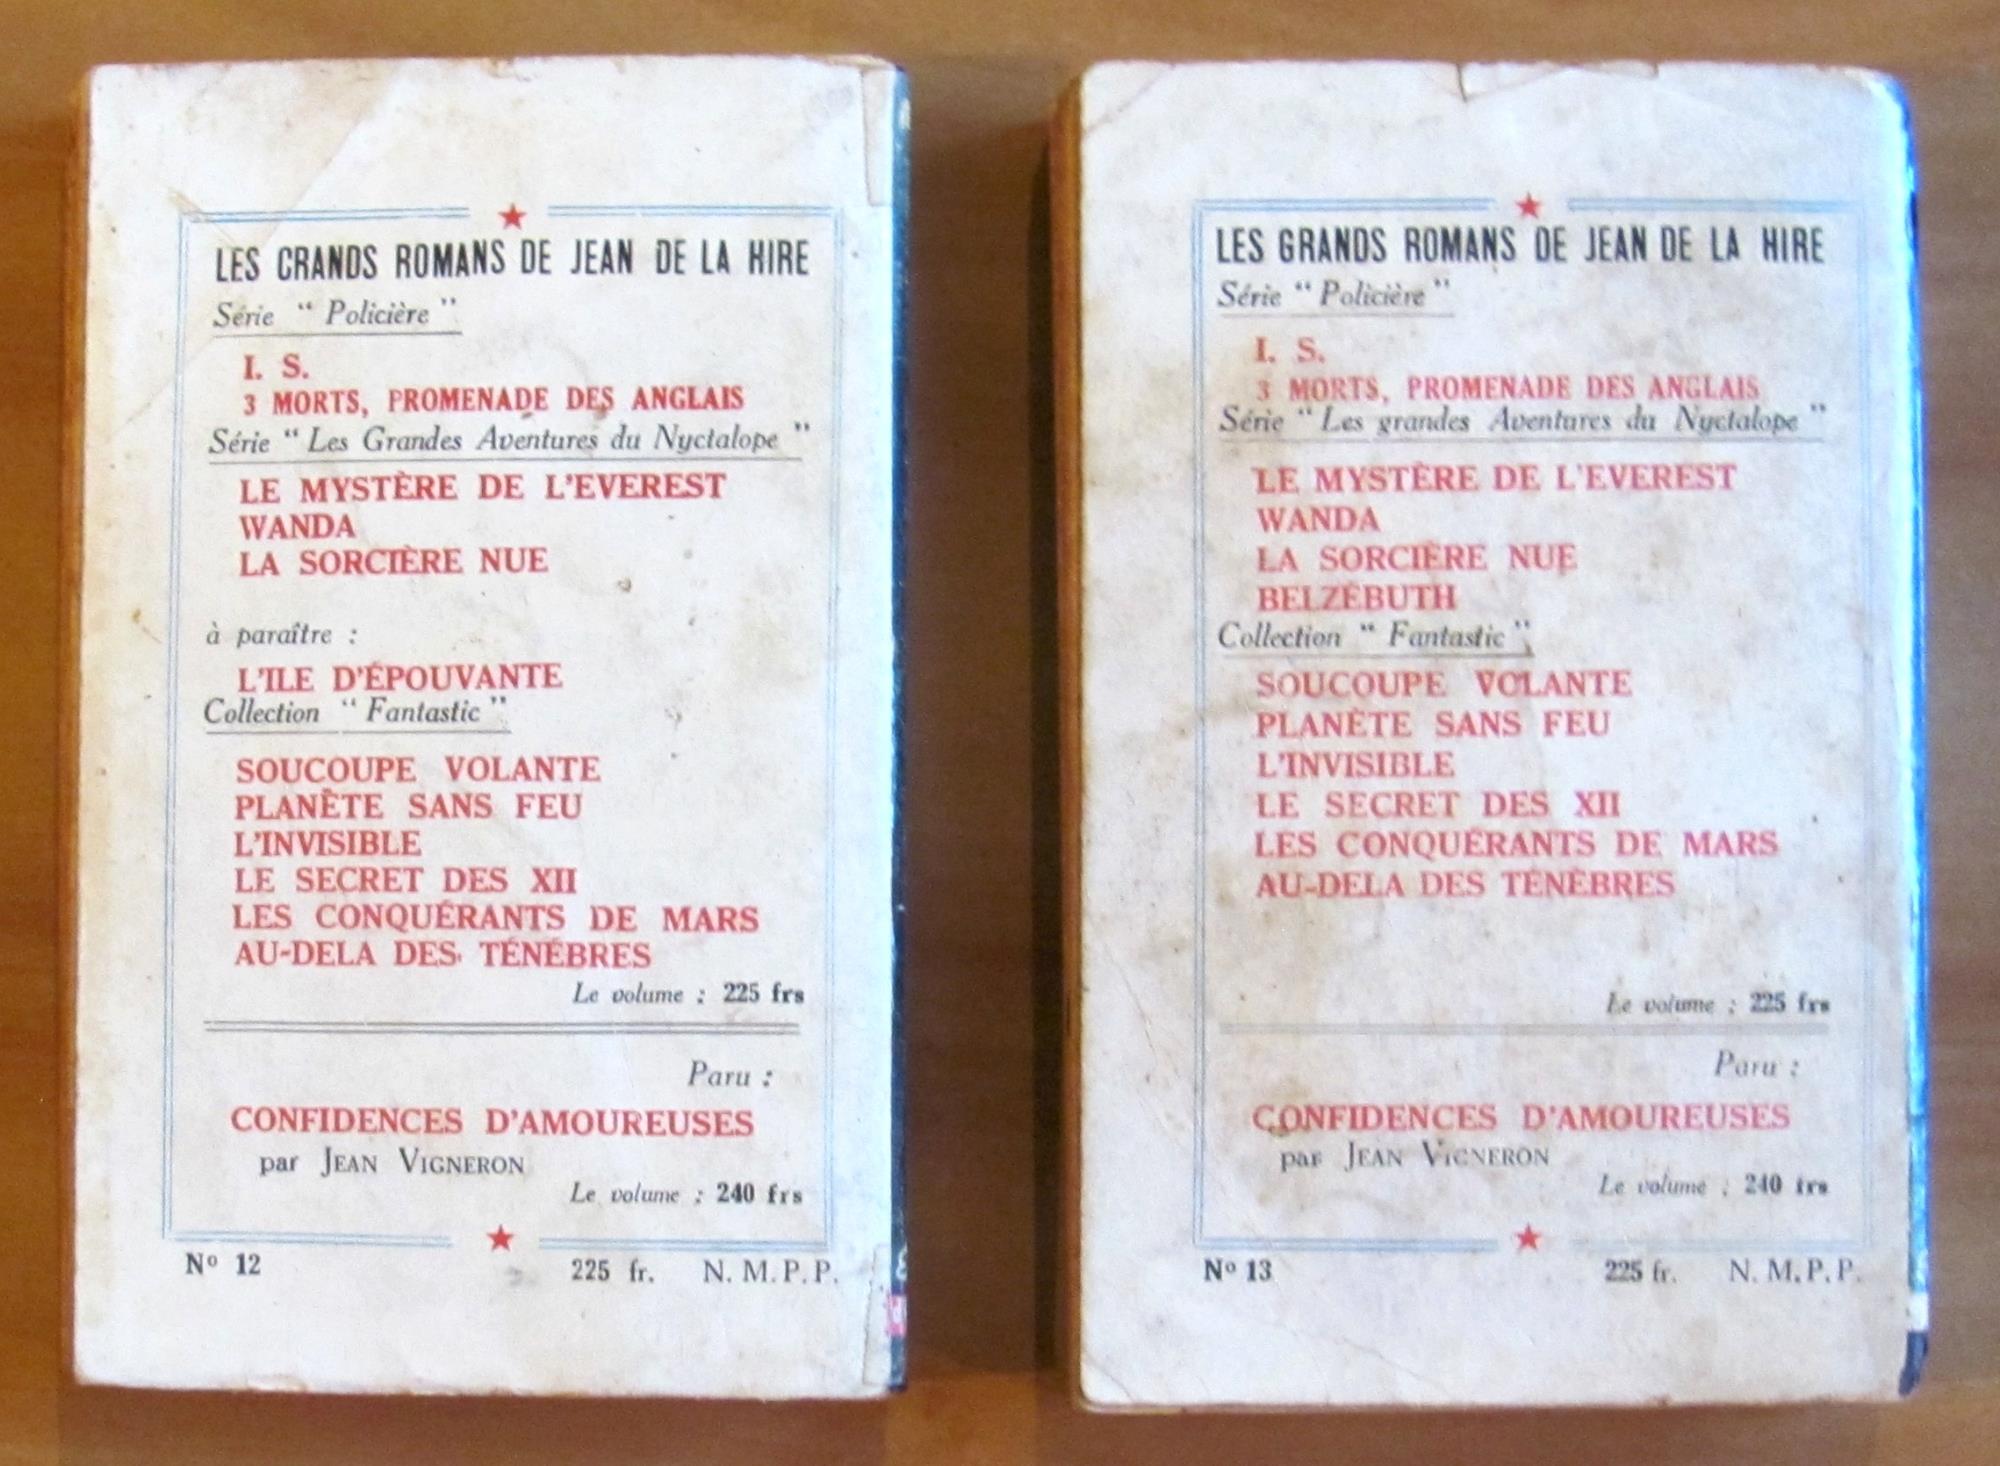 LES GRANDS ROMANS DE JEAN DE LA HIRE
Série “ Policière ”
I. S.
3 MORTS, PROMENADE DES ANGLAIS
Série “ Les Grandes Aventures du Nyctalope ”
LE MYSTÈRE DE L'EVEREST
WANDA
LA SORCIÈRE NUE
à paraître :
L'ILE D'ÉPOUVANTE
Collection “ Fantastic ”
SOUCOUPE VOLANTE
PLANÈTE SANS FEU
L'INVISIBLE
LE SECRET DES XII
LES CONQUÉRANTS DE MARS
AU-DELA DES TÉNÉBRES
Le volume : 225 frs
Paru :
CONFIDENCES D'AMOUREUSES
par JEAN VIGNERON
Le volume : 240 frs
Nº 12 225 fr. N. M. P. P.
LES GRANDS ROMANS DE JEAN DE LA HIRE
Série “ Policière ”
I. S.
3 MORTS, PROMENADE DES ANGLAIS
Série “ Les grandes Aventures du Nyctalope ”
LE MYSTÈRE DE L'EVEREST
WANDA
LA SORCIÈRE NUE
BELZÉBUTH
Collection “ Fantastic ”
SOUCOUPE VOLANTE
PLANÈTE SANS FEU
L'INVISIBLE
LE SECRET DES XII
LES CONQUÉRANTS DE MARS
AU-DELA DES TÉNÈBRES
Le volume : 225 frs
Paru :
CONFIDENCES D'AMOUREUSES
par JEAN VIGNERON
Le volume : 240 frs
Nº 13 225 fr. N. M. P. P.